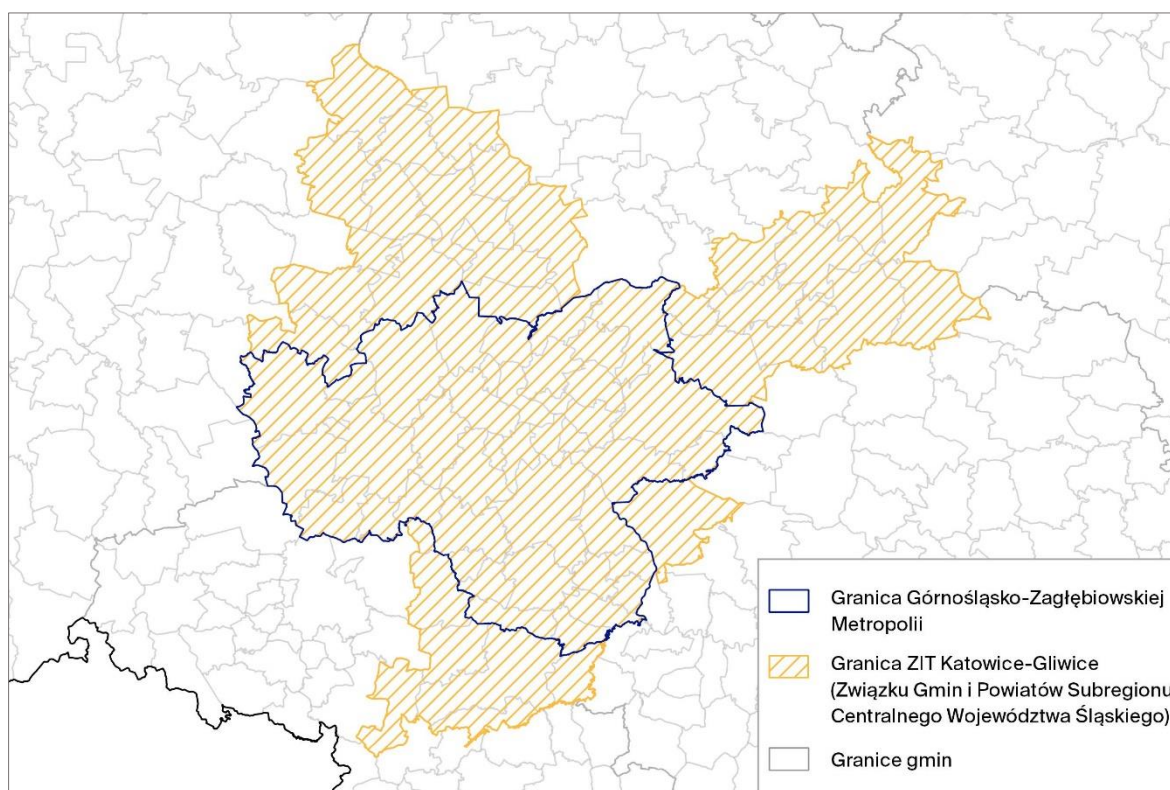 Granica Górnośląsko-Zagłębiowskiej
Metropolii
Granica ZIT Katowice-Gliwice
(Związku Gmin i Powiatów Subregionu
Centralnego Województwa Śląskiego)
Granice gmin